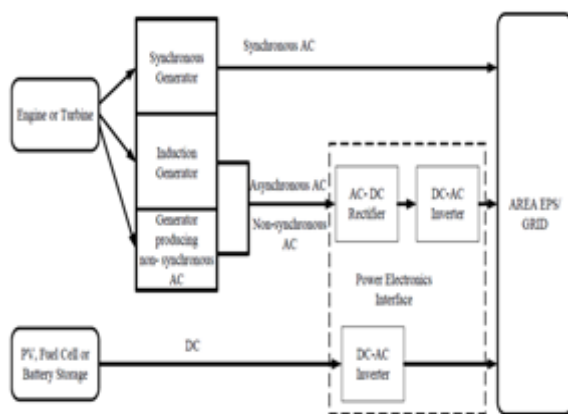 Synchronous AC
Synchronous
Generator
Engine or Turbine
Induction
Generator
Asynchronous AC
Non-synchronous
AC
Generator
producing
non- synchronous
AC
AC- DC
Rectifier
DC-AC
Inverter
AREA EPS/
GRID
Power Electronics
Interface
PV, Fuel Cell or
Battery Storage
DC
DC-AC
Inverter